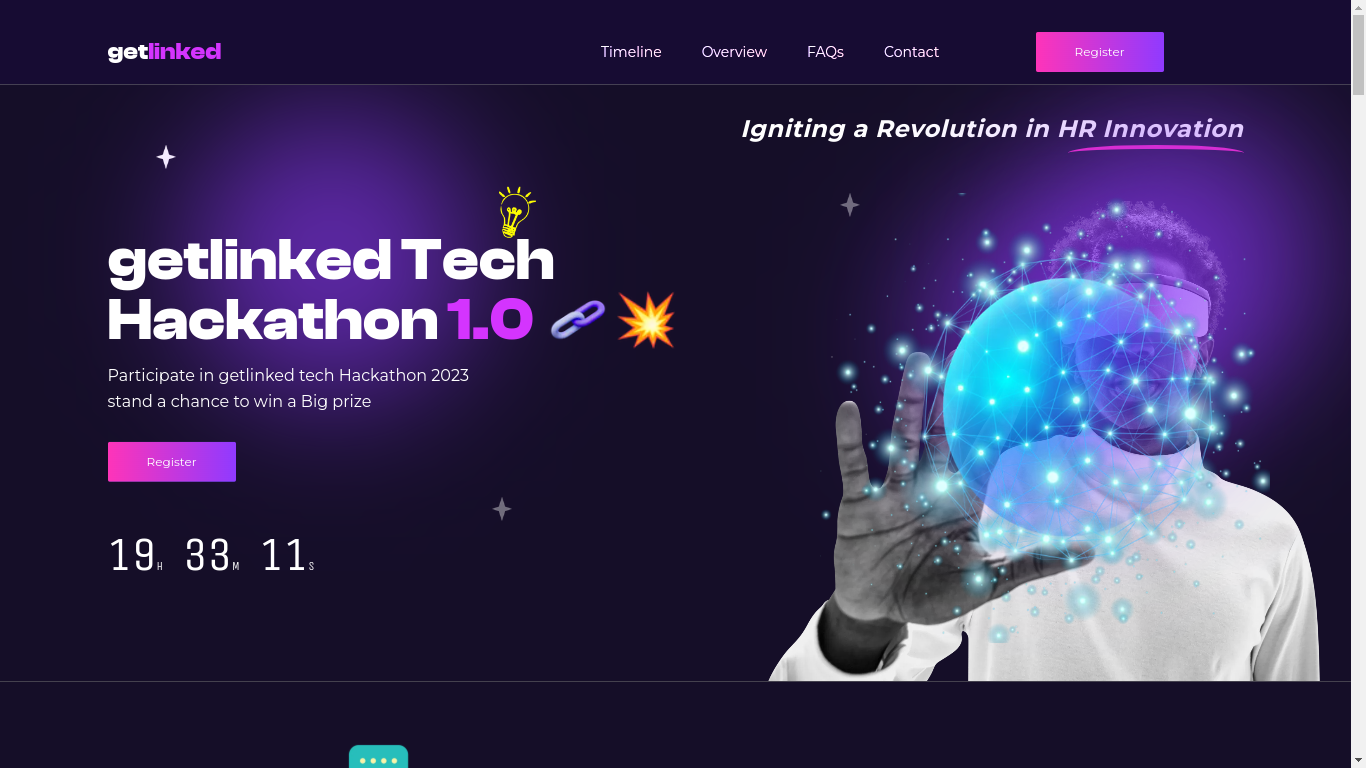 getlinked
Timeline
Overview
FAQs
Contact
Register
Igniting a Revolution in HR Innovation
getlinked Tech
Hackathon 1.0
Participate in getlinked tech Hackathon 2023
stand a chance to win a Big prize
Register
19H 33M 11S